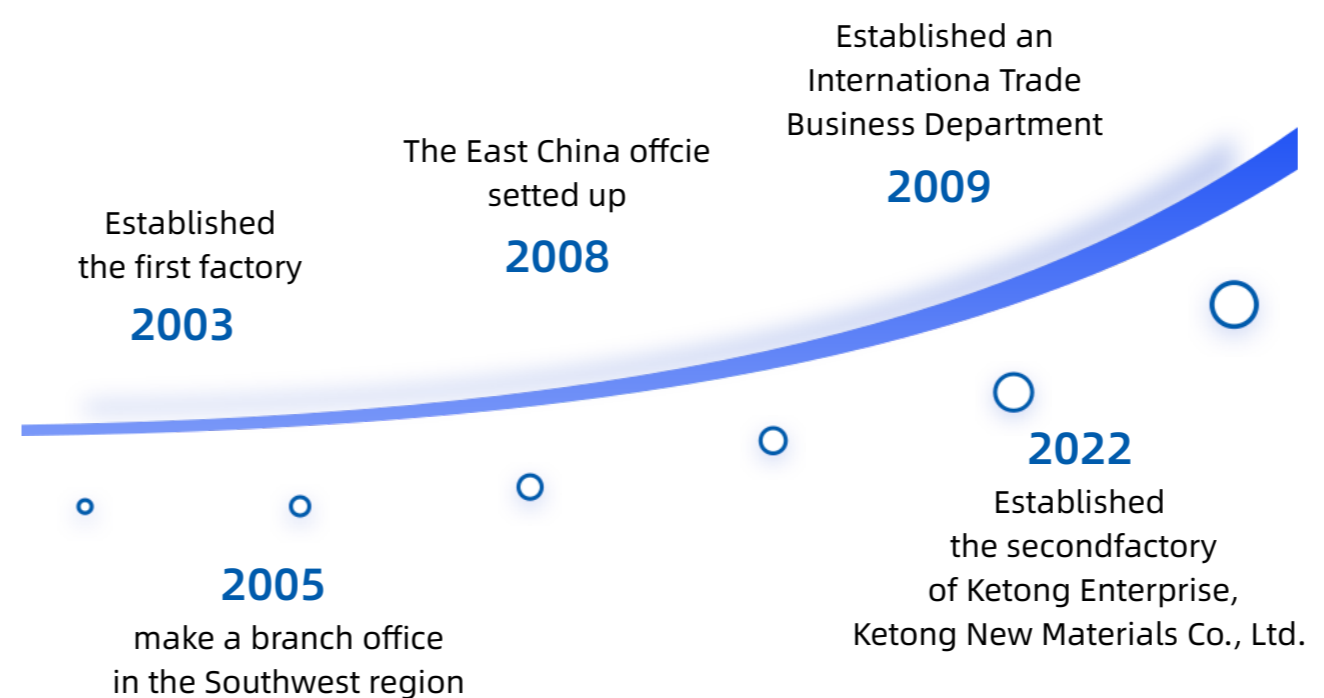 Established
the first factory
2003
2005
make a branch office
in the Southwest region
The East China offcie
setted up
2008
Established an
Internationa Trade
Business Department
2009
2022
Established
the secondfactory
of Ketong Enterprise,
Ketong New Materials Co., Ltd.